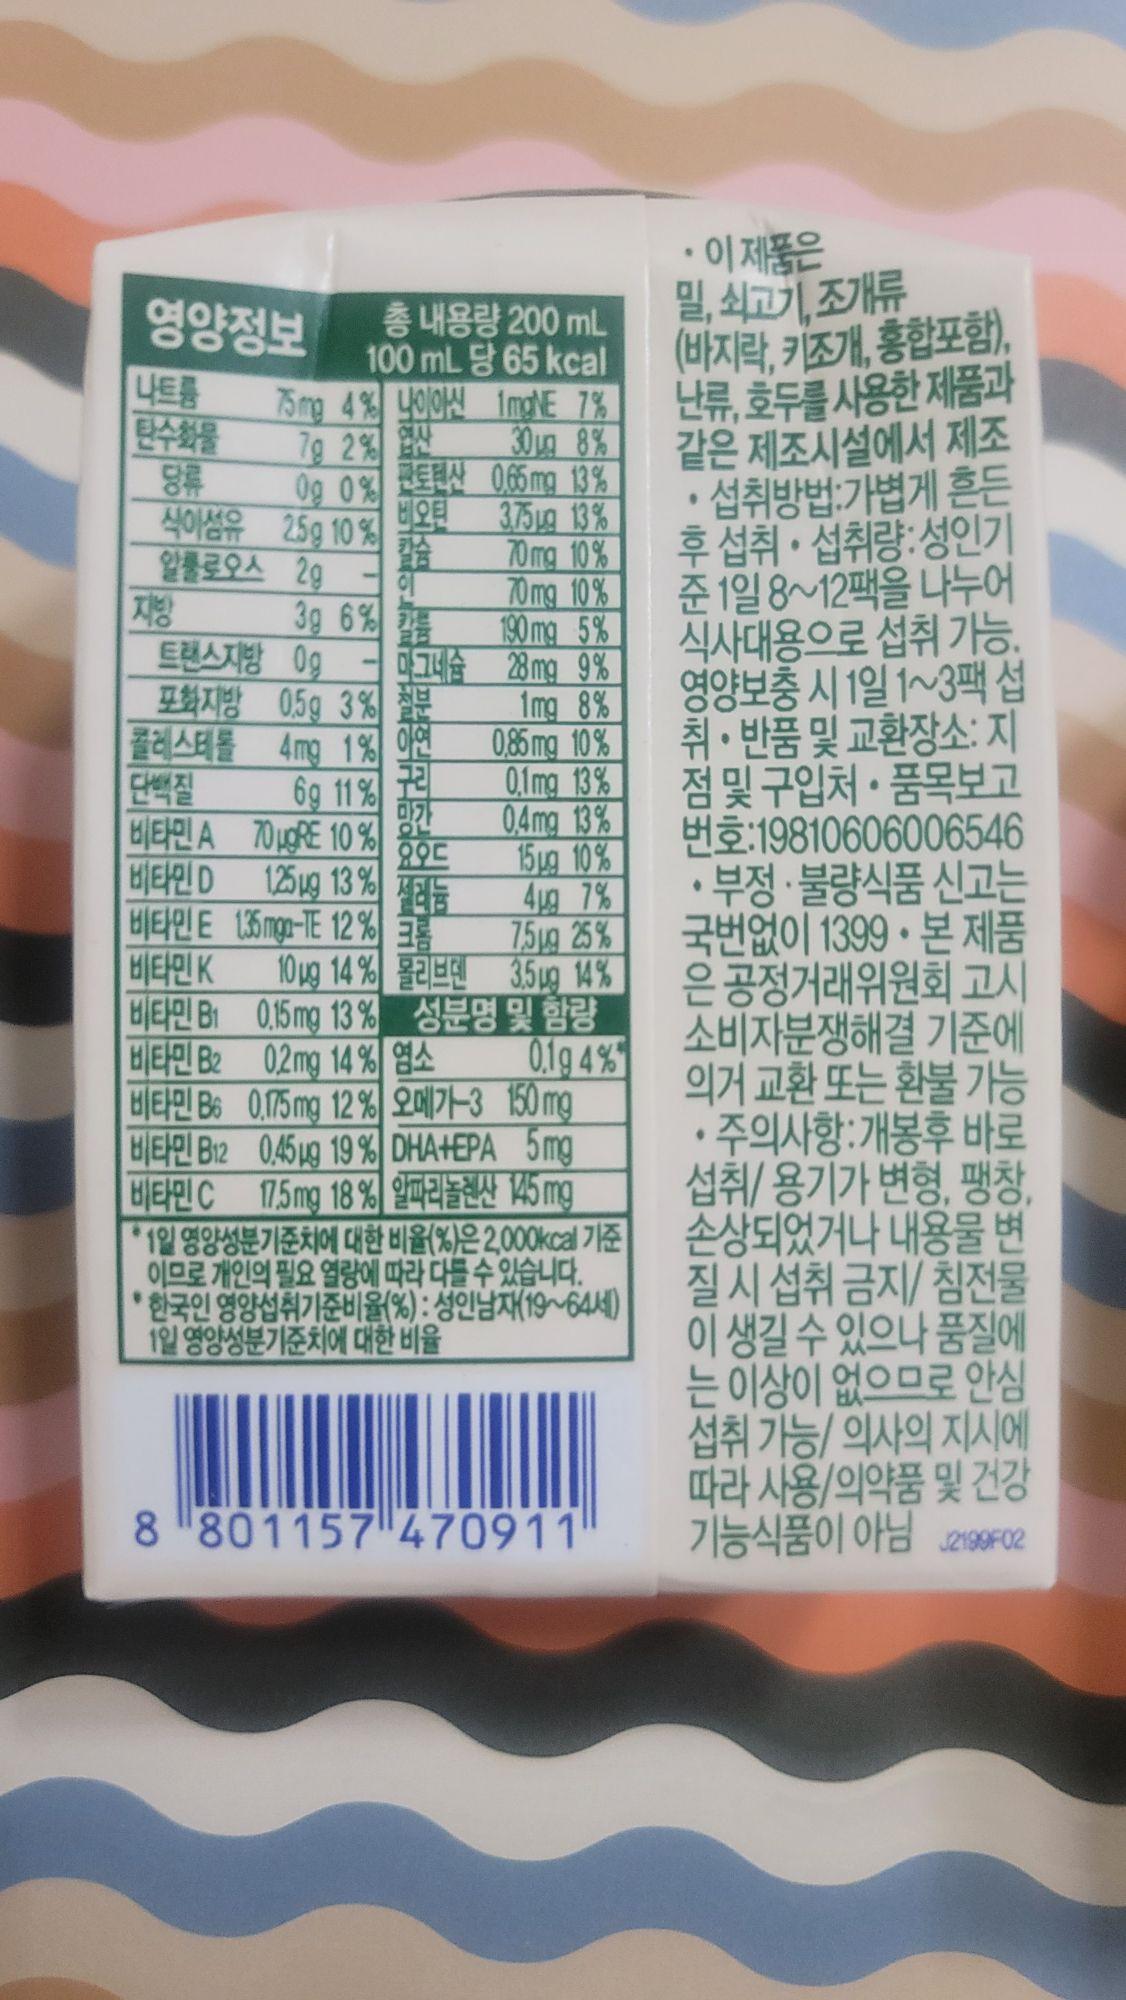 영양정보
총 내용량 200 mL
100 mL 당 65 kcal
나트륨 75mg 4%
탄수화물 7g 2%
당류 0g 0%
식이섬유 2.5g 10%
알룰로오스 2g -
지방 3g 6%
트랜스지방 0g -
포화지방 0.5g 3%
콜레스테롤 4mg 1%
단백질 6g 11%
비타민 A 70μgRE 10%
비타민 D 1.25μg 13%
비타민 E 1.35mgα-TE 12%
비타민 K 10μg 14%
비타민 B1 0.15mg 13%
비타민 B2 0.2mg 14%
비타민 B6 0.175mg 12%
비타민 B12 0.45μg 19%
비타민 C 17.5mg 18%
나이아신 1mgNE 7%
엽산 30μg 8%
판토텐산 0.65mg 13%
비오틴 3.75μg 13%
칼슘 70mg 10%
인 70mg 10%
칼륨 190mg 5%
마그네슘 28mg 9%
철분 1mg 8%
아연 0.85mg 10%
구리 0.1mg 13%
망간 0.4mg 13%
요오드 15μg 10%
셀레늄 4μg 7%
크롬 7.5μg 25%
몰리브덴 3.5μg 14%
성분명 및 함량
염소 0.1g 4%*
오메가-3 150mg
DHA+EPA 5mg
알파리놀렌산 145mg
*1일 영양성분기준치에 대한 비율(%)은 2,000kcal 기준
이므로 개인의 필요 열량에 따라 다를 수 있습니다.
*한국인 영양섭취기준비율(%) : 성인남자(19~64세)
1일 영양성분기준치에 대한 비율
8 801157 470911
• 이 제품은
밀, 쇠고기, 조개류
(바지락, 키조개, 홍합포함),
난류, 호두를 사용한 제품과
같은 제조시설에서 제조
• 섭취방법:가볍게 흔든
후 섭취 • 섭취량:성인기
준 1일 8~12팩을 나누어
식사대용으로 섭취 가능.
영양보충 시 1일 1~3팩 섭
취 • 반품 및 교환장소: 지
점 및 구입처 • 품목보고
번호:19810606006546
• 부정·불량식품 신고는
국번없이 1399 • 본 제품
은 공정거래위원회 고시
소비자분쟁해결 기준에
의거 교환 또는 환불 가능
• 주의사항:개봉후 바로
섭취/ 용기가 변형, 팽창,
손상되었거나 내용물 변
질 시 섭취 금지/ 침전물
이 생길 수 있으나 품질에
는 이상이 없으므로 안심
섭취 가능/ 의사의 지시에
따라 사용/의약품 및 건강
기능식품이 아님 J2199F02